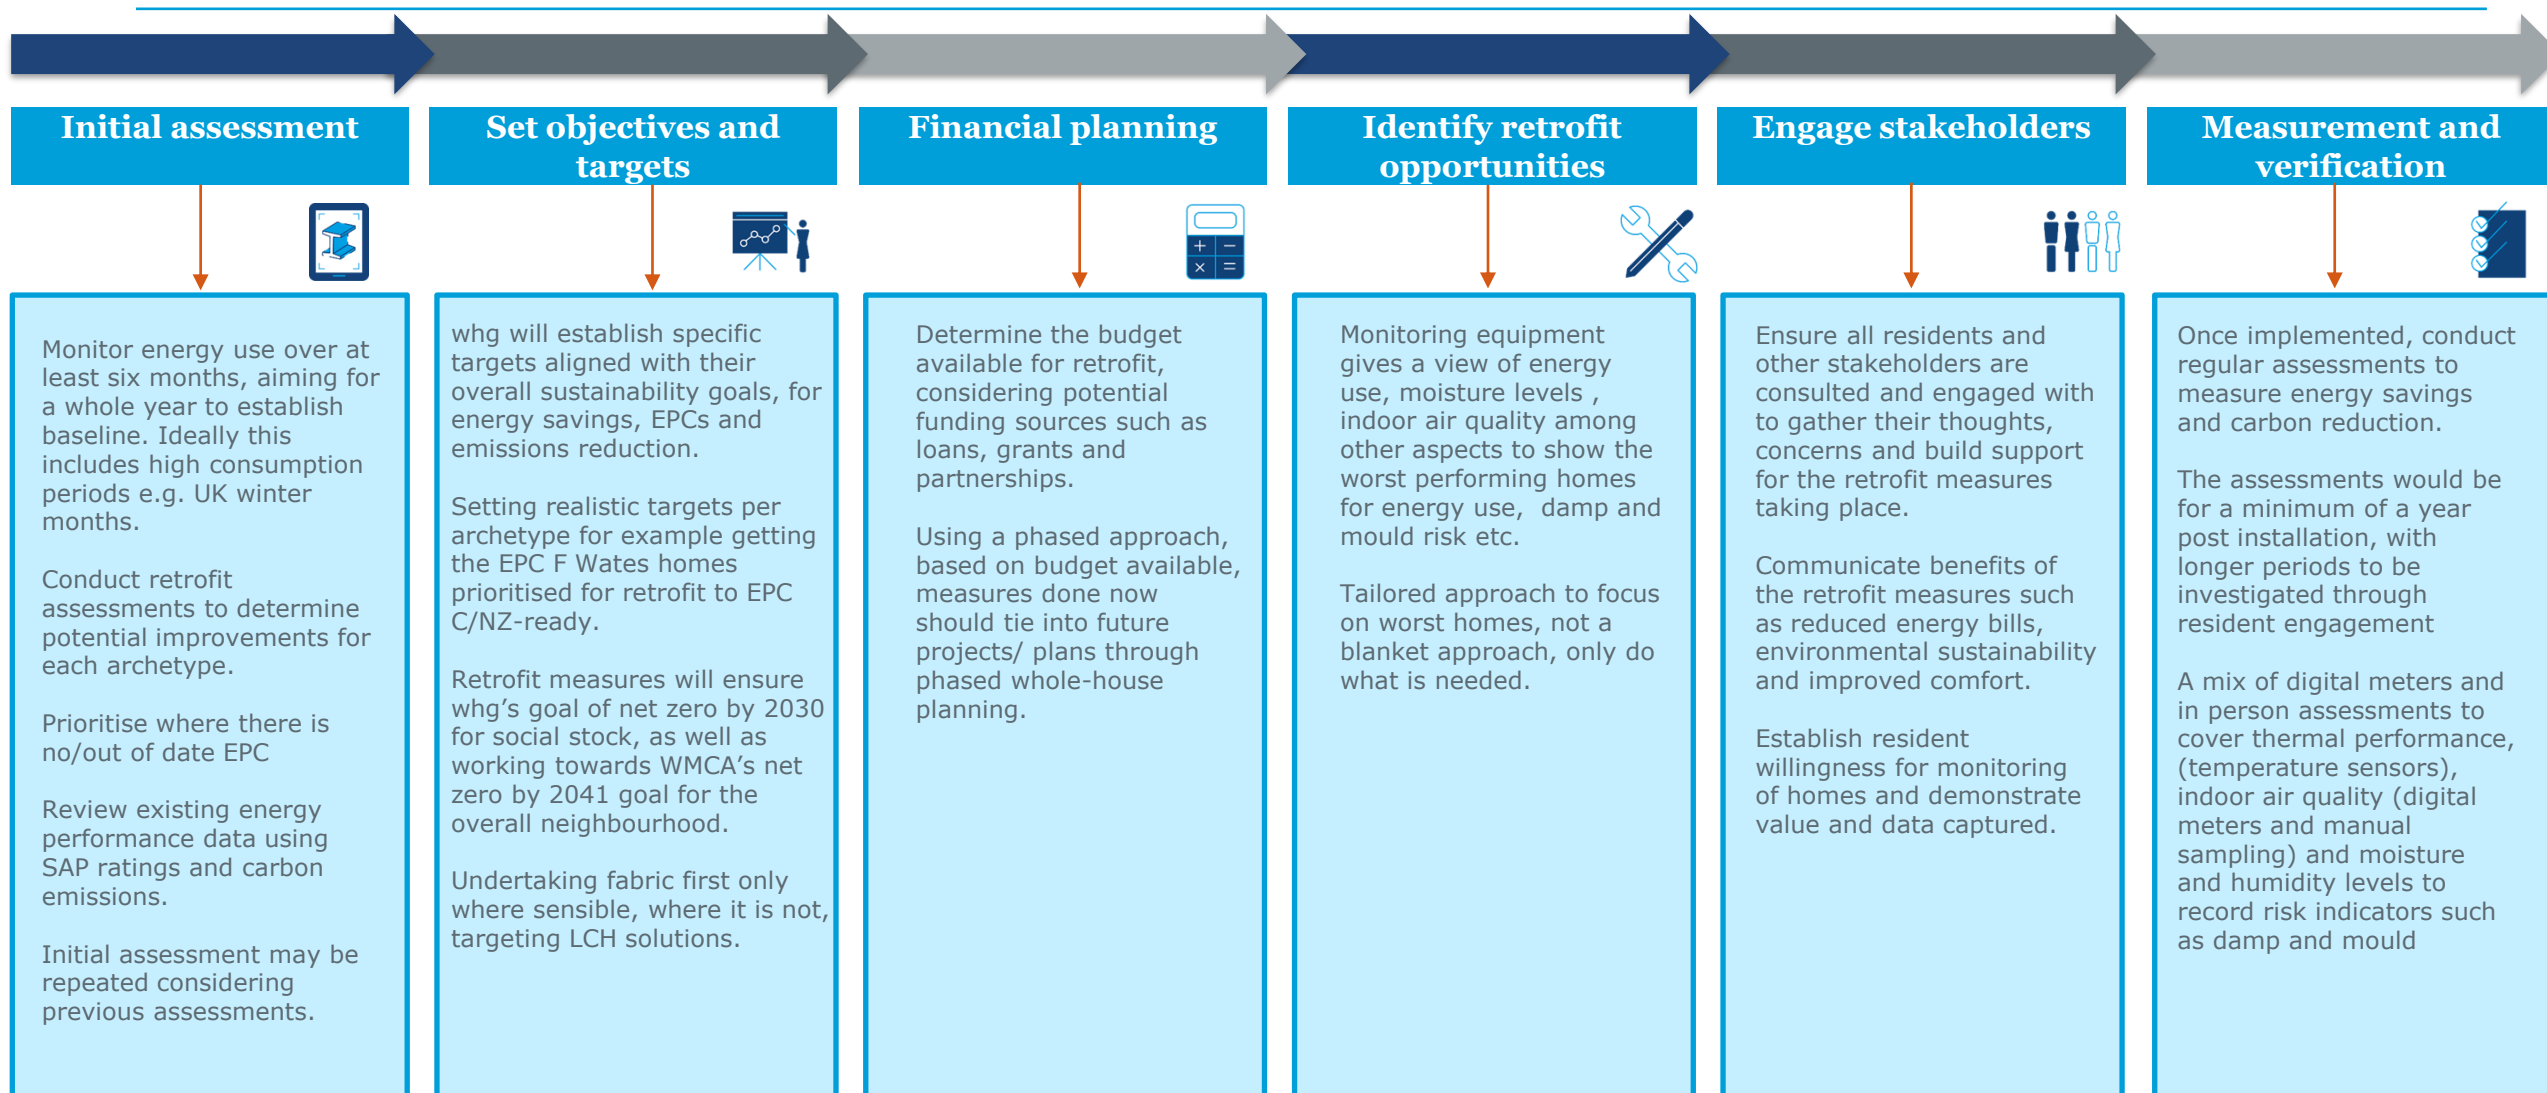 Initial assessment
Monitor energy use over at
least six months, aiming for
a whole year to establish
baseline. Ideally this
includes high consumption
periods e.g. UK winter
months.
Conduct retrofit
assessments to determine
potential improvements for
each archetype.
Prioritise where there is
no/out of date EPC
Review existing energy
performance data using
SAP ratings and carbon
emissions.
Initial assessment may be
repeated considering
previous assessments.
Set objectives and
targets
whg will establish specific
targets aligned with their
overall sustainability goals, for
energy savings, EPCs and
emissions reduction.
Setting realistic targets per
archetype for example getting
the EPC F Wates homes
prioritised for retrofit to EPC
C/NZ-ready.
Retrofit measures will ensure
whg’s goal of net zero by 2030
for social stock, as well as
working towards WMCA’s net
zero by 2041 goal for the
overall neighbourhood.
Undertaking fabric first only
where sensible, where it is not,
targeting LCH solutions.
Financial planning
Determine the budget
available for retrofit,
considering potential
funding sources such as
loans, grants and
partnerships.
Using a phased approach,
based on budget available,
measures done now
should tie into future
projects/ plans through
phased whole-house
planning.
Identify retrofit
opportunities
Monitoring equipment
gives a view of energy
use, moisture levels ,
indoor air quality among
other aspects to show the
worst performing homes
for energy use,  damp and
mould risk etc.
Tailored approach to focus
on worst homes, not a
blanket approach, only do
what is needed.
Engage stakeholders
Ensure all residents and
other stakeholders are
consulted and engaged with
to gather their thoughts,
concerns and build support
for the retrofit measures
taking place.
Communicate benefits of
the retrofit measures such
as reduced energy bills,
environmental sustainability
and improved comfort.
Establish resident
willingness for monitoring
of homes and demonstrate
value and data captured.
Measurement and
verification
Once implemented, conduct
regular assessments to
measure energy savings
and carbon reduction.
The assessments would be
for a minimum of a year
post installation, with
longer periods to be
investigated through
resident engagement
A mix of digital meters and
in person assessments to
cover thermal performance,
(temperature sensors),
indoor air quality (digital
meters and manual
sampling) and moisture
and humidity levels to
record risk indicators such
as damp and mould